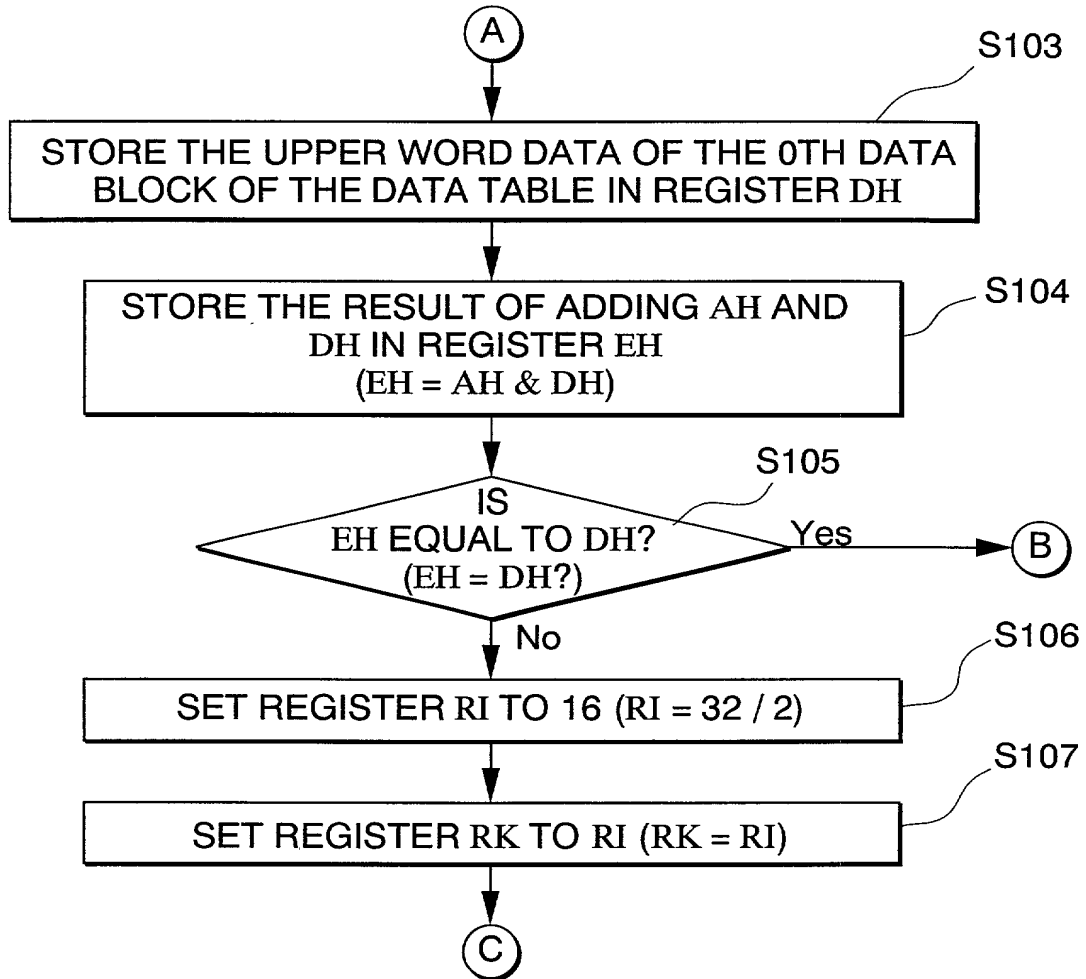 A
S103
STORE THE UPPER WORD DATA OF THE 0TH DATA
BLOCK OF THE DATA TABLE IN REGISTER DH
S104
STORE THE RESULT OF ADDING AH AND
DH IN REGISTER EH
(EH = AH & DH)
S105
IS
EH EQUAL TO DH?
(EH = DH?)
Yes
B
No
S106
SET REGISTER RI TO 16 (RI = 32 / 2)
S107
SET REGISTER RK TO RI (RK = RI)
C